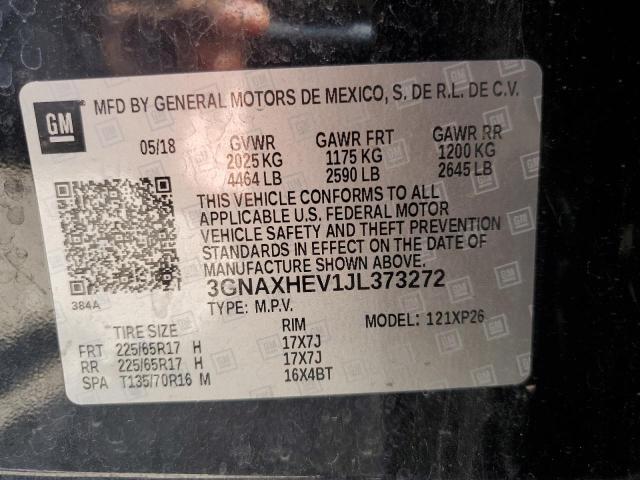 GM MFD BY GENERAL MOTORS DE MEXICO, S. DE R.L. DE C.V.
05/18 GVWR GAWR FRT GAWR RR
2025 KG 1175 KG 1200 KG
4464 LB 2590 LB 2645 LB
THIS VEHICLE CONFORMS TO ALL
APPLICABLE U.S. FEDERAL MOTOR
VEHICLE SAFETY AND THEFT PREVENTION
STANDARDS IN EFFECT ON THE DATE OF
MANUFACTURE SHOWN ABOVE.
384A 3GNAXHEV1JL373272
TYPE: M.P.V. MODEL: 121XP26
TIRE SIZE RIM
FRT 225/65R17 H 17X7J
RR 225/65R17 H 17X7J
SPA T135/70R16 M 16X4BT